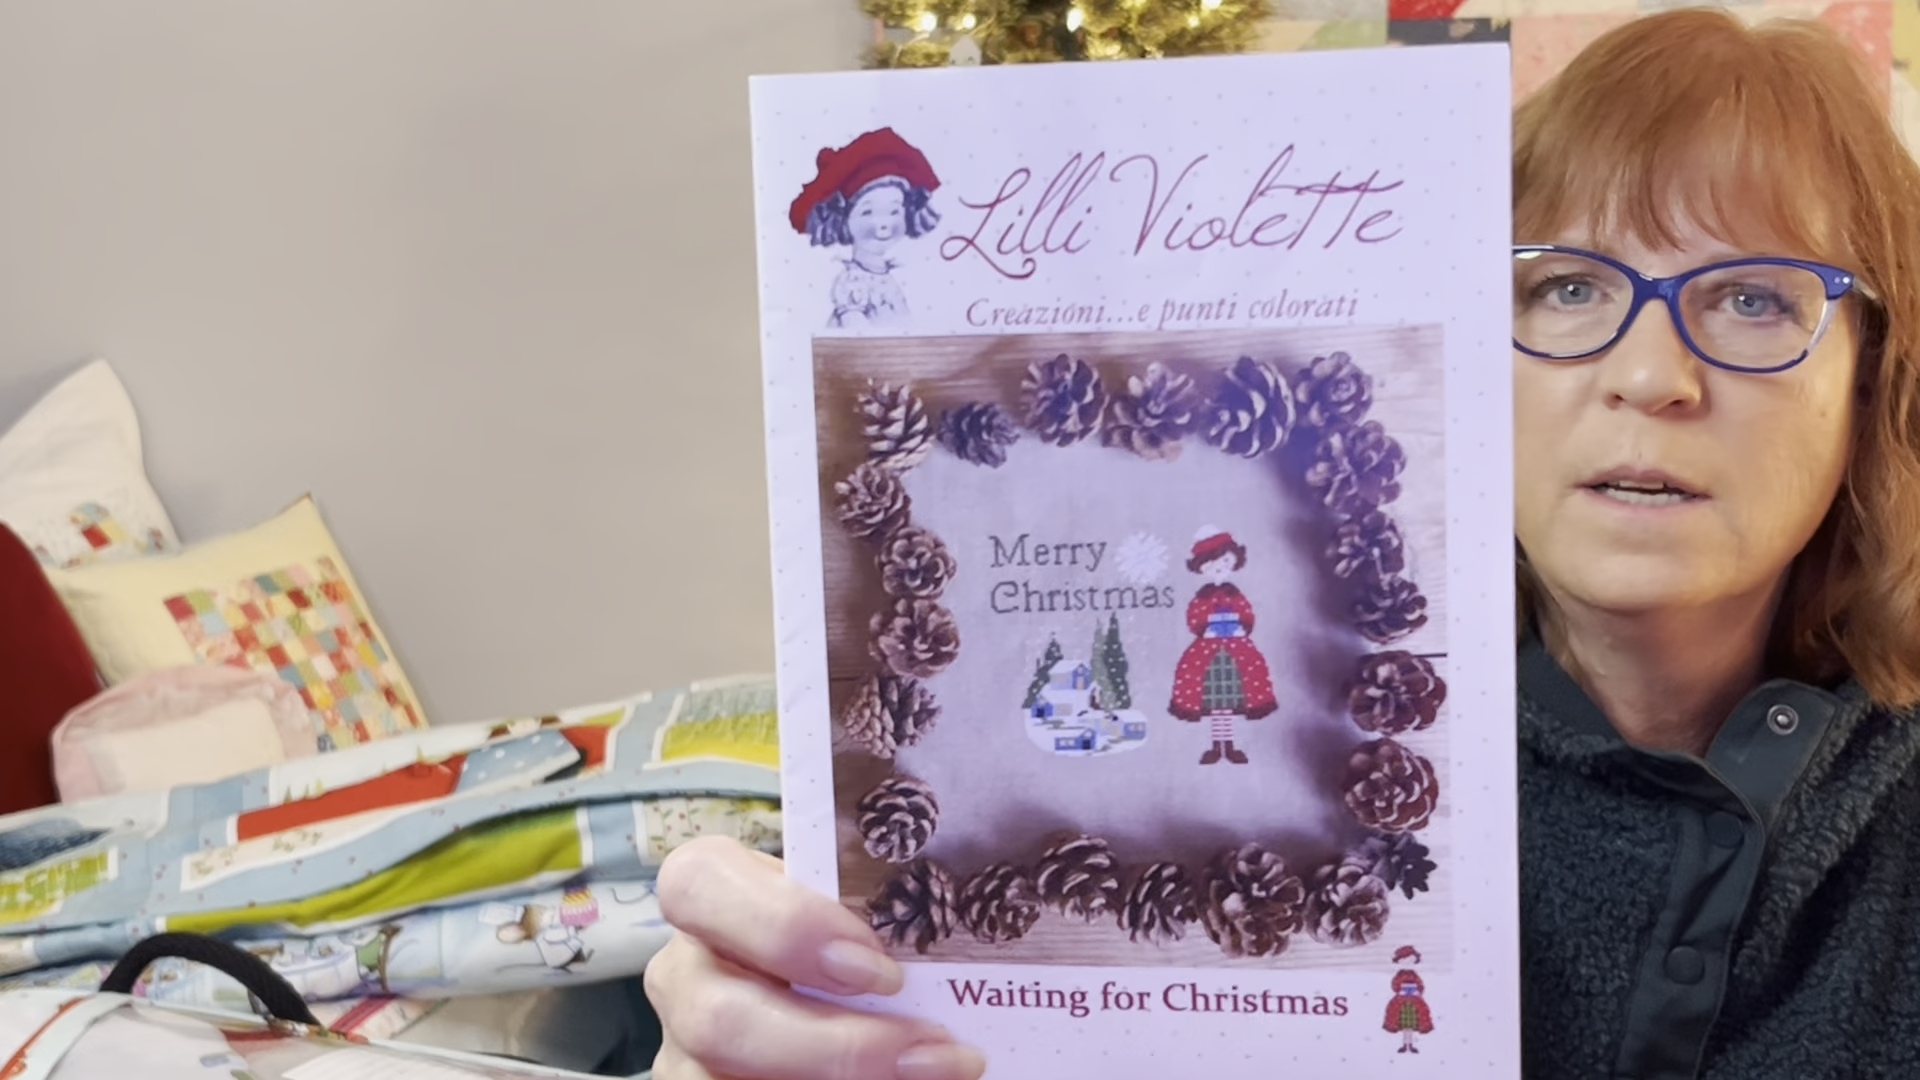 Lilli Violette
Creazioni...e punti colorati
Merry
Christmas
Waiting for Christmas